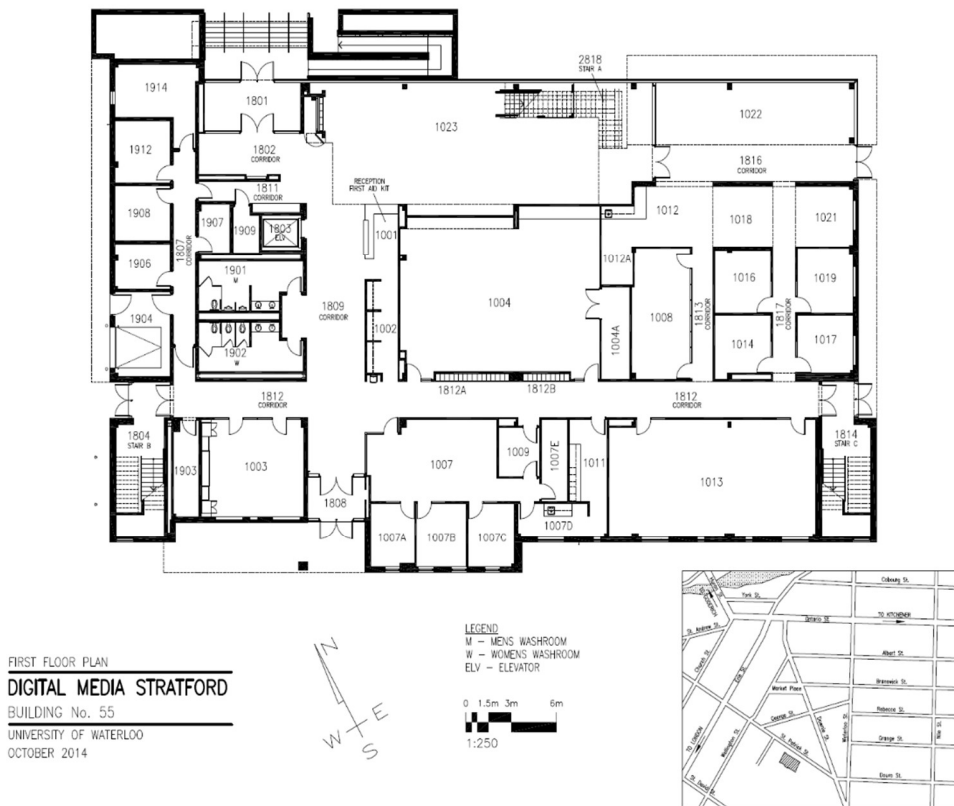 2818
STAIR A
1914
1801
1023
1022
1912
1802
CORRIDOR
1816
CORRIDOR
RECEPTION
FIRST AID KIT
1811
CORRIDOR
1908
1907
1909
1803
ELV
1001
1012
1018
1021
1807
CORRIDOR
1906
1901
M
1012A
1016
1019
1004
1008
1813
CORRIDOR
1817
CORRIDOR
1809
CORRIDOR
1904
1002
1004A
1902
W
1014
1017
1812A
1812B
1812
CORRIDOR
1812
CORRIDOR
1804
STAIR B
1814
STAIR C
1903
1003
1007
1009
1007E
1011
1013
1808
1007D
1007A
1007B
1007C
FIRST FLOOR PLAN
DIGITAL MEDIA STRATFORD
BUILDING No. 55
UNIVERSITY OF WATERLOO
OCTOBER 2014
N
E
W
S
LEGEND
M – MENS WASHROOM
W – WOMENS WASHROOM
ELV – ELEVATOR
0 1.5m 3m 6m
1:250
Cobourg St.
York St.
Ontario St.
TO KITCHENER
St. Andrew St.
Church St.
Erie St.
Albert St.
Market Place
Brunswick St.
George St.
Downie St.
Waterloo St.
Rebecca St.
Nile St.
TO LONDON
Wellington St.
St. Patrick St.
Grange St.
St. David St.